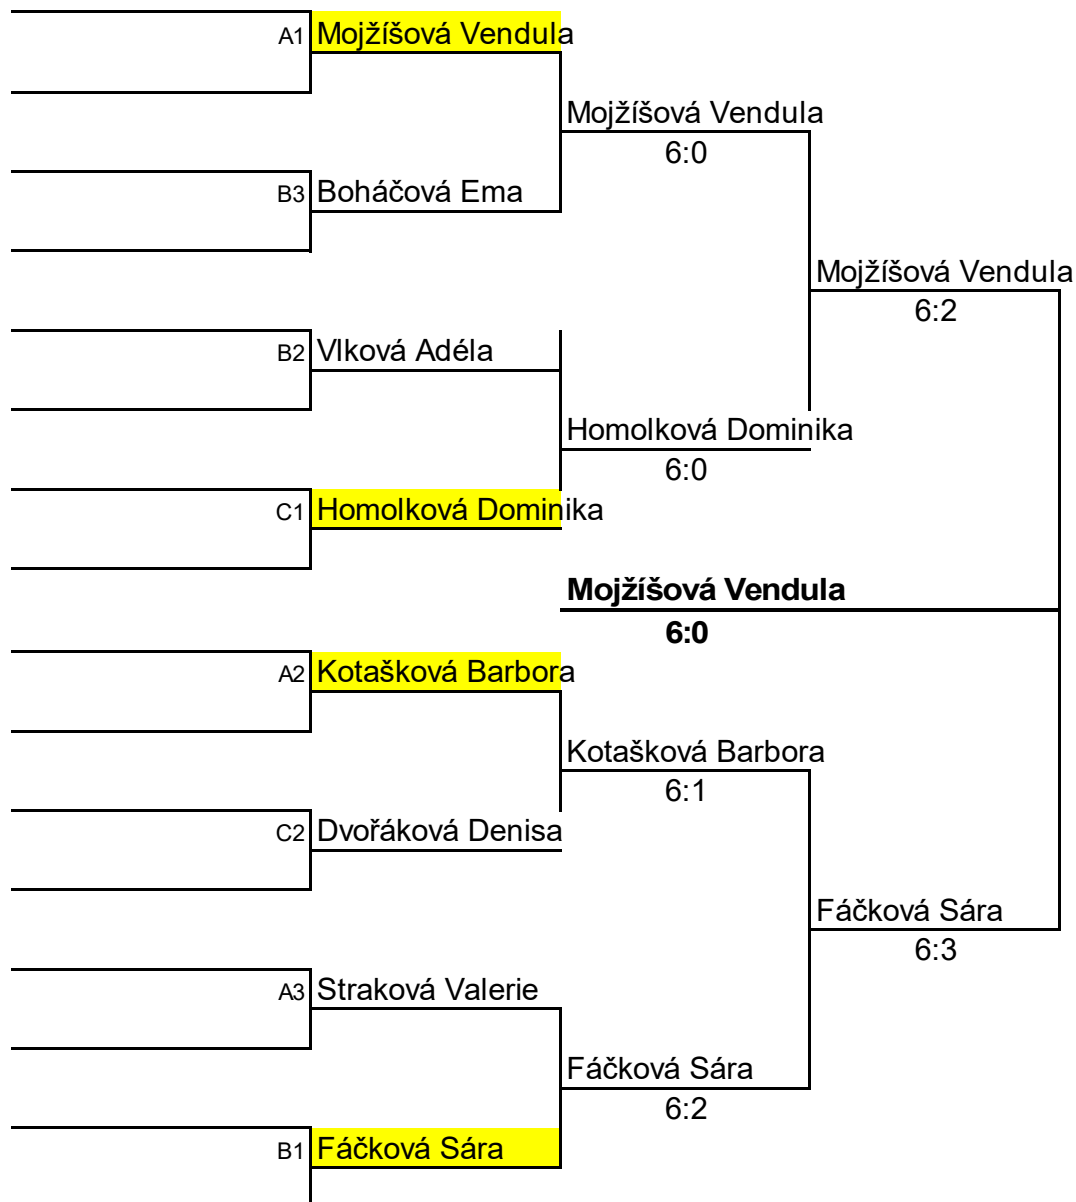 A1 Mojžíšová Vendula
Mojžíšová Vendula
6:0
B3 Boháčová Ema
Mojžíšová Vendula
6:2
B2 Vlková Adéla
Homolková Dominika
6:0
C1 Homolková Dominika
Mojžíšová Vendula
6:0
A2 Kotašková Barbora
Kotašková Barbora
6:1
C2 Dvořáková Denisa
Fáčková Sára
6:3
A3 Straková Valerie
Fáčková Sára
6:2
B1 Fáčková Sára